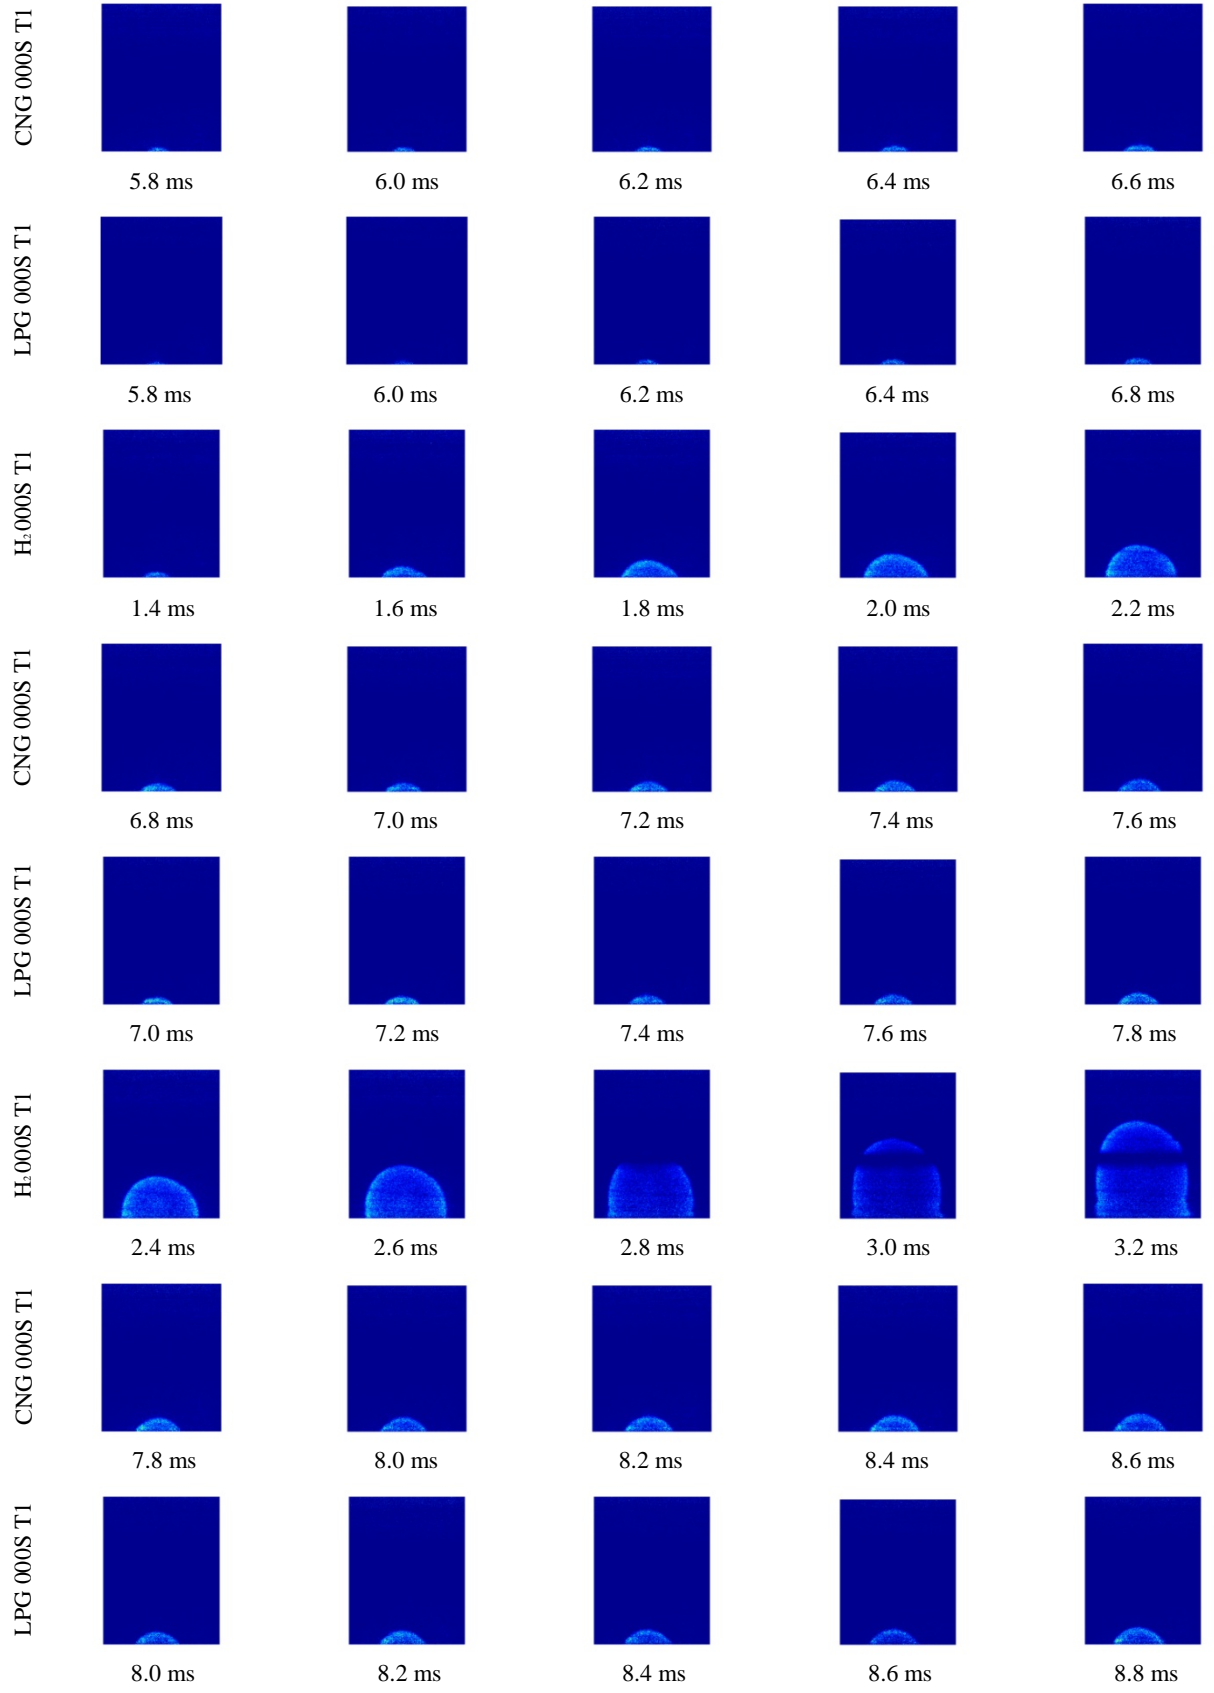 CNG 000S T1
5.8 ms 6.0 ms 6.2 ms 6.4 ms 6.6 ms
LPG 000S T1
5.8 ms 6.0 ms 6.2 ms 6.4 ms 6.8 ms
H₂000S T1
1.4 ms 1.6 ms 1.8 ms 2.0 ms 2.2 ms
CNG 000S T1
6.8 ms 7.0 ms 7.2 ms 7.4 ms 7.6 ms
LPG 000S T1
7.0 ms 7.2 ms 7.4 ms 7.6 ms 7.8 ms
H₂000S T1
2.4 ms 2.6 ms 2.8 ms 3.0 ms 3.2 ms
CNG 000S T1
7.8 ms 8.0 ms 8.2 ms 8.4 ms 8.6 ms
LPG 000S T1
8.0 ms 8.2 ms 8.4 ms 8.6 ms 8.8 ms